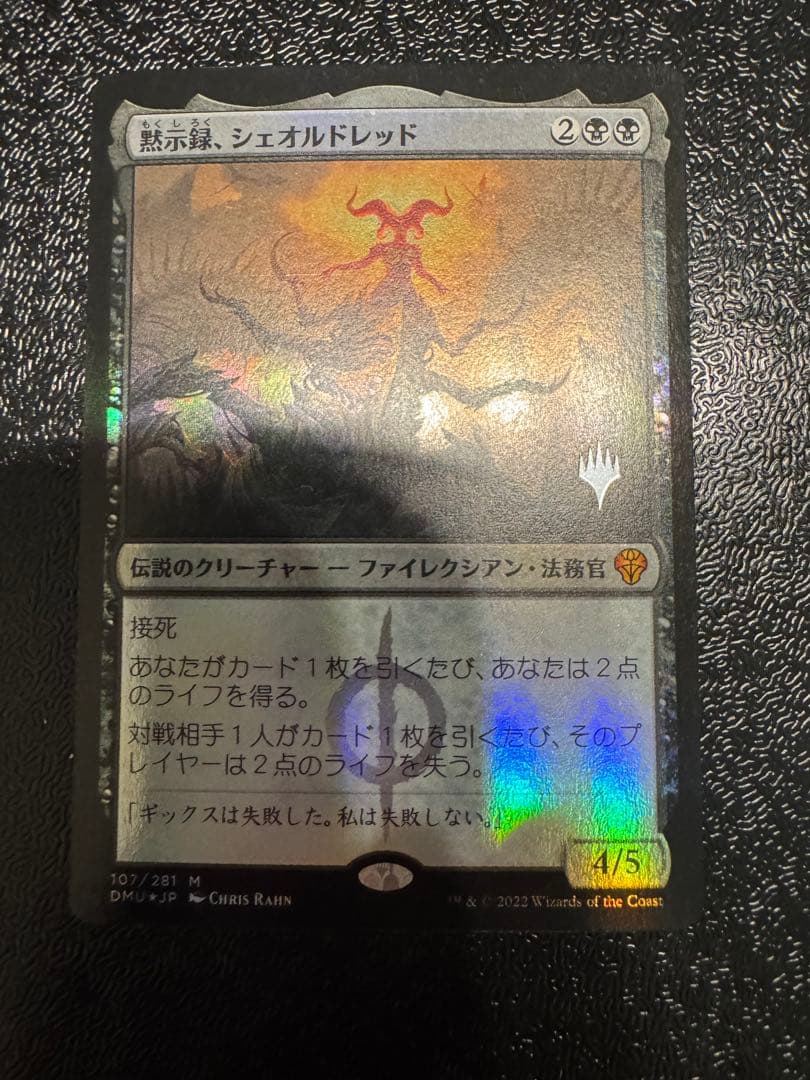 もくしろく
黙示録、シェオルドレッド
2
伝説のクリーチャー ― ファイレクシアン・法務官
接死
あなたがカード1枚を引くたび、あなたは2点
のライフを得る。
対戦相手1人がカード1枚を引くたび、そのプ
レイヤーは2点のライフを失う。
「ギックスは失敗した。私は失敗しない。」
4/5
107/281 M
DMU★JP CHRIS RAHN
™ & © 2022 Wizards of the Coast